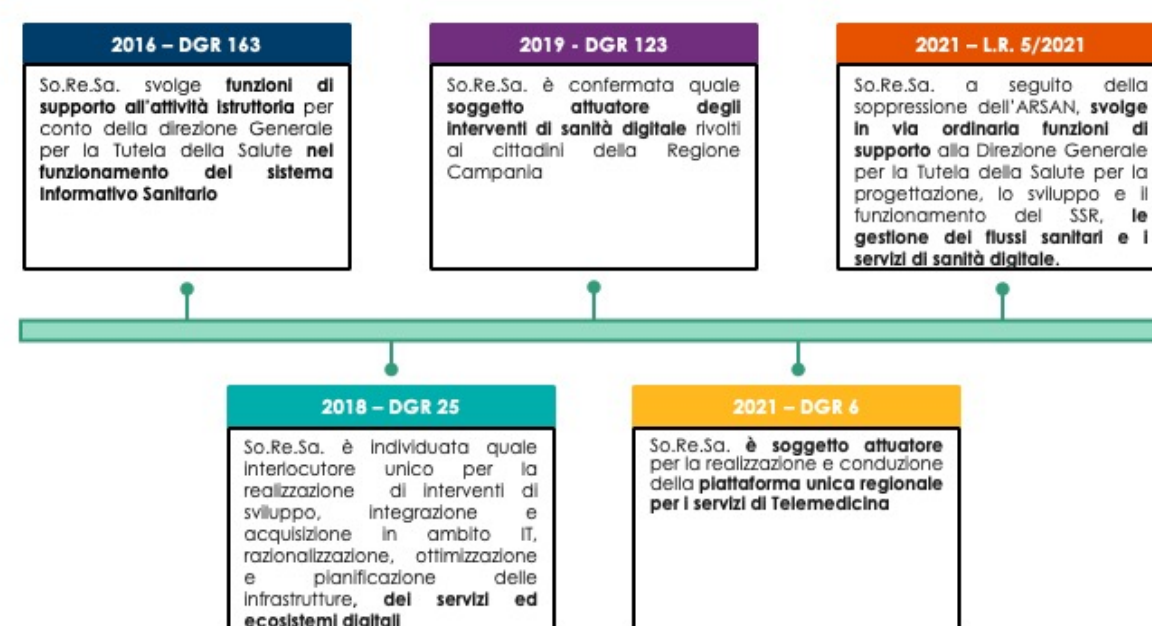 2016 – DGR 163
So.Re.Sa. svolge funzioni di
supporto all'attività istruttoria per
conto della direzione Generale
per la Tutela della Salute nel
funzionamento del sistema
Informativo Sanitario
2019 - DGR 123
So.Re.Sa. è confermata quale
soggetto attuatore degli
interventi di sanità digitale rivolti
ai cittadini della Regione
Campania
2021 – L.R. 5/2021
So.Re.Sa. a seguito della
soppressione dell'ARSAN, svolge
in via ordinaria funzioni di
supporto alla Direzione Generale
per la Tutela della Salute per la
progettazione, lo sviluppo e il
funzionamento del SSR, le
gestione dei flussi sanitari e i
servizi di sanità digitale.
2018 – DGR 25
So.Re.Sa. è individuata quale
interlocutore unico per la
realizzazione di interventi di
sviluppo, integrazione e
acquisizione in ambito IT,
razionalizzazione, ottimizzazione
e pianificazione delle
infrastrutture, dei servizi ed
ecosistemi digitali
2021 – DGR 6
So.Re.Sa. è soggetto attuatore
per la realizzazione e conduzione
della piattaforma unica regionale
per i servizi di Telemedicina